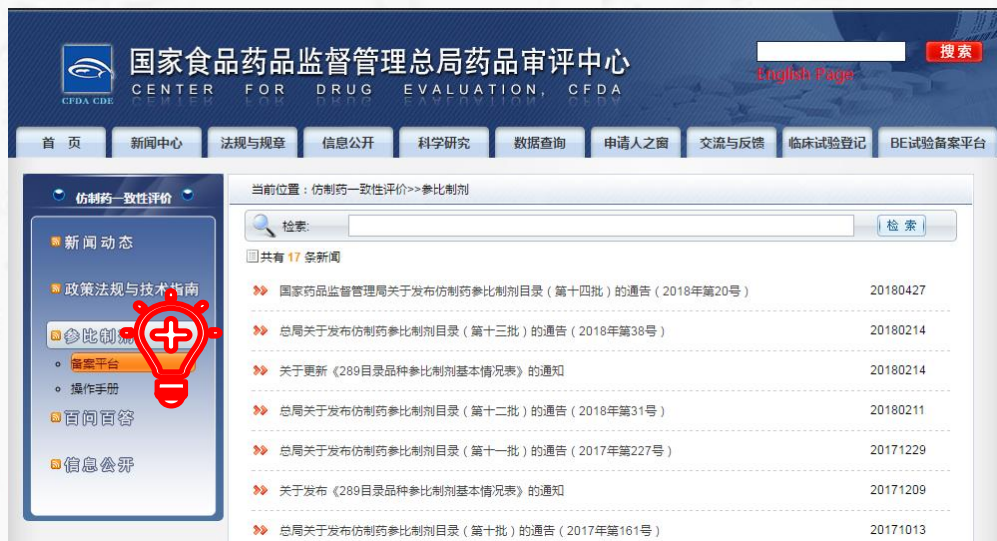 国家食品药品监督管理总局药品审评中心
CENTER FOR DRUG EVALUATION, CFDA
CFDA CDE
搜索
English Page
首 页 新闻中心 法规与规章 信息公开 科学研究 数据查询 申请人之窗 交流与反馈 临床试验登记 BE试验备案平台
仿制药一致性评价
新闻动态
政策法规与技术指南
参比制剂
备案平台
操作手册
百问百答
信息公开
当前位置：仿制药一致性评价>>参比制剂
检索:
检 索
共有 17 条新闻
国家药品监督管理局关于发布仿制药参比制剂目录（第十四批）的通告（2018年第20号） 20180427
总局关于发布仿制药参比制剂目录（第十三批）的通告（2018年第38号） 20180214
关于更新《289目录品种参比制剂基本情况表》的通知 20180214
总局关于发布仿制药参比制剂目录（第十二批）的通告（2018年第31号） 20180211
总局关于发布仿制药参比制剂目录（第十一批）的通告（2017年第227号） 20171229
关于发布《289目录品种参比制剂基本情况表》的通知 20171209
总局关于发布仿制药参比制剂目录（第十批）的通告（2017年第161号） 20171013